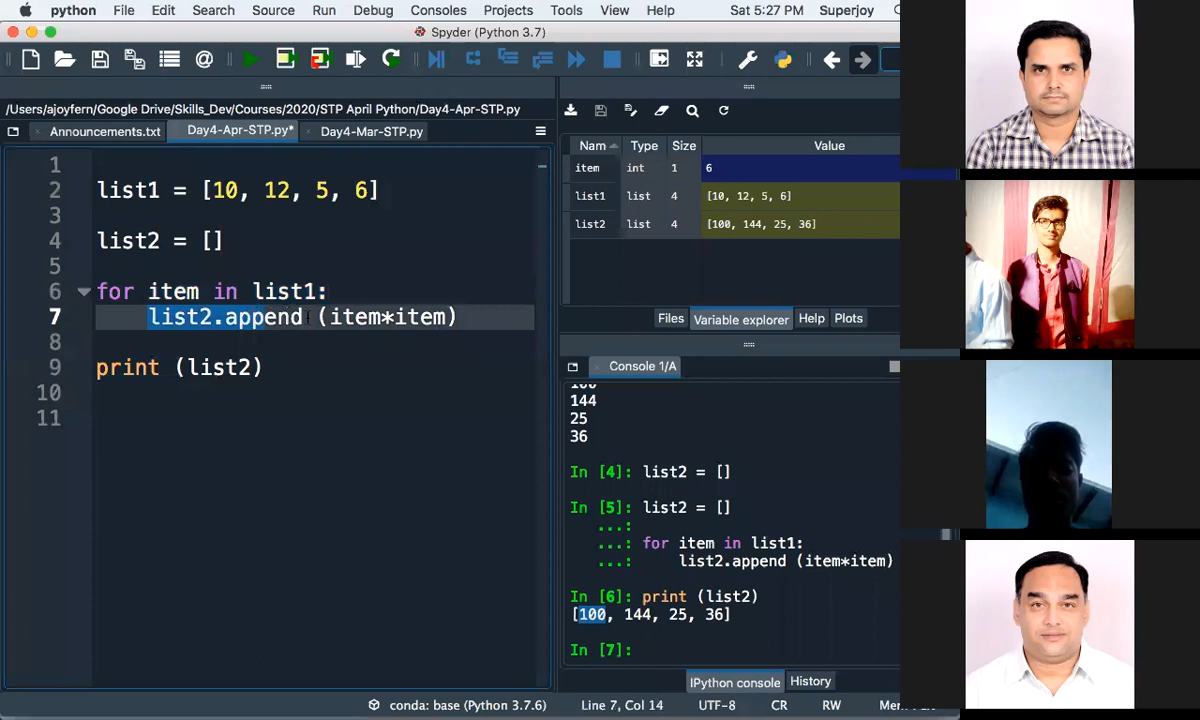 python File Edit Search Source Run Debug Consoles Projects Tools View Help Sat 5:27 PM Superjoy
Spyder (Python 3.7)
/Users/ajoyfern/Google Drive/Skills_Dev/Courses/2020/STP April Python/Day4-Apr-STP.py
Announcements.txt Day4-Apr-STP.py* Day4-Mar-STP.py
1
2 list1 = [10, 12, 5, 6]
3
4 list2 = []
5
6 for item in list1:
7 list2.append (item*item)
8
9 print (list2)
10
11
Nam Type Size Value
item int 1 6
list1 list 4 [10, 12, 5, 6]
list2 list 4 [100, 144, 25, 36]
Files Variable explorer Help Plots
Console 1/A
100
144
25
36
In [4]: list2 = []
In [5]: list2 = []
...:
...: for item in list1:
...: list2.append (item*item)
In [6]: print (list2)
[100, 144, 25, 36]
In [7]:
IPython console History
conda: base (Python 3.7.6) Line 7, Col 14 UTF-8 CR RW